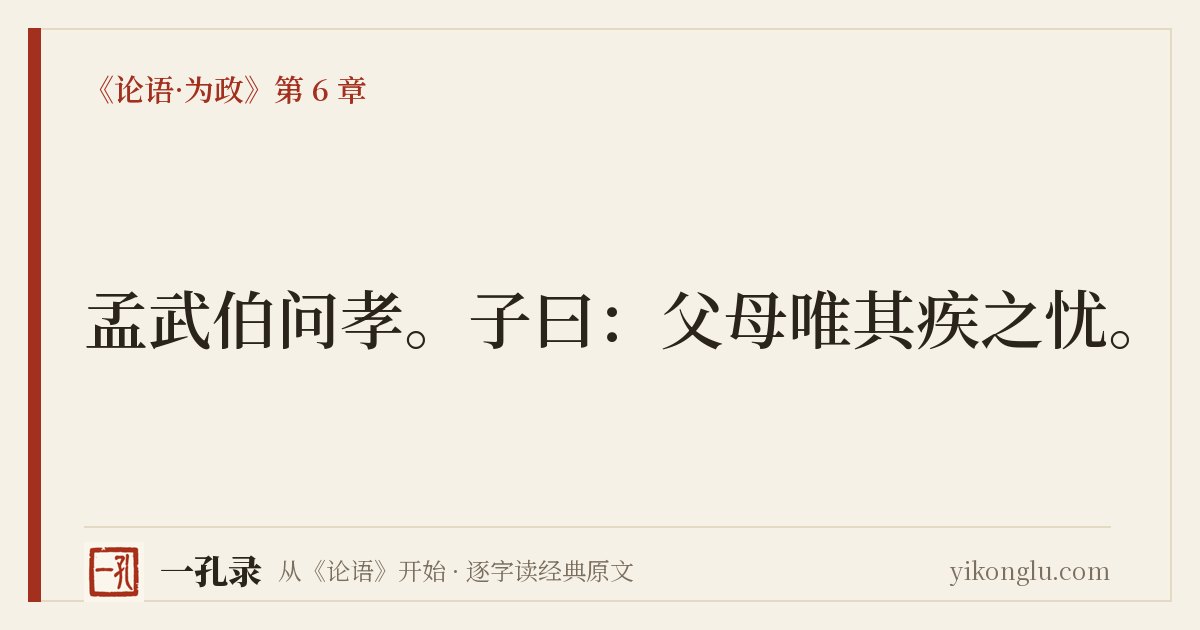 《论语·为政》第 6 章
孟武伯问孝。子曰：父母唯其疾之忧。
一孔
一孔录 从《论语》开始 · 逐字读经典原文 yikonglu.com